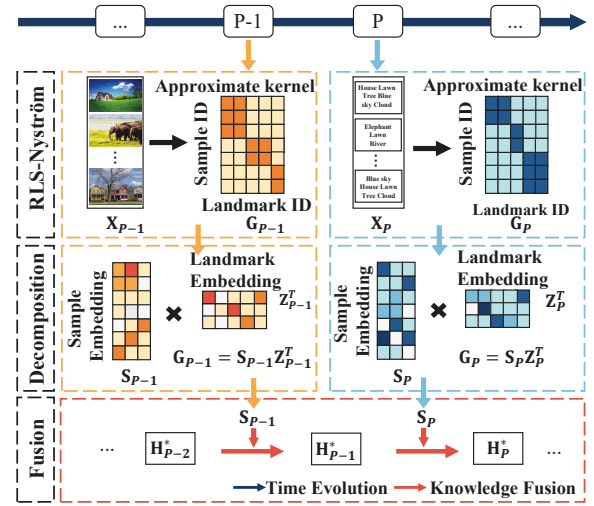 ... P-1 P ...
RLS-Nyström
Approximate kernel
Sample ID
Landmark ID
X_{P-1} G_{P-1}
House Lawn
Tree Blue
sky Cloud
Elephant
Lawn
River
Blue sky
House Lawn
Tree Cloud
Approximate kernel
Sample ID
Landmark ID
X_P G_P
Decomposition
Sample
Embedding
Landmark
Embedding
Z^T_{P-1}
G_{P-1} = S_{P-1}Z^T_{P-1}
S_{P-1}
Sample
Embedding
Landmark
Embedding
Z^T_P
G_P = S_PZ^T_P
S_P
Fusion
S_{P-1} S_P
... H^*_{P-2} H^*_{P-1} H^*_P ...
Time Evolution Knowledge Fusion